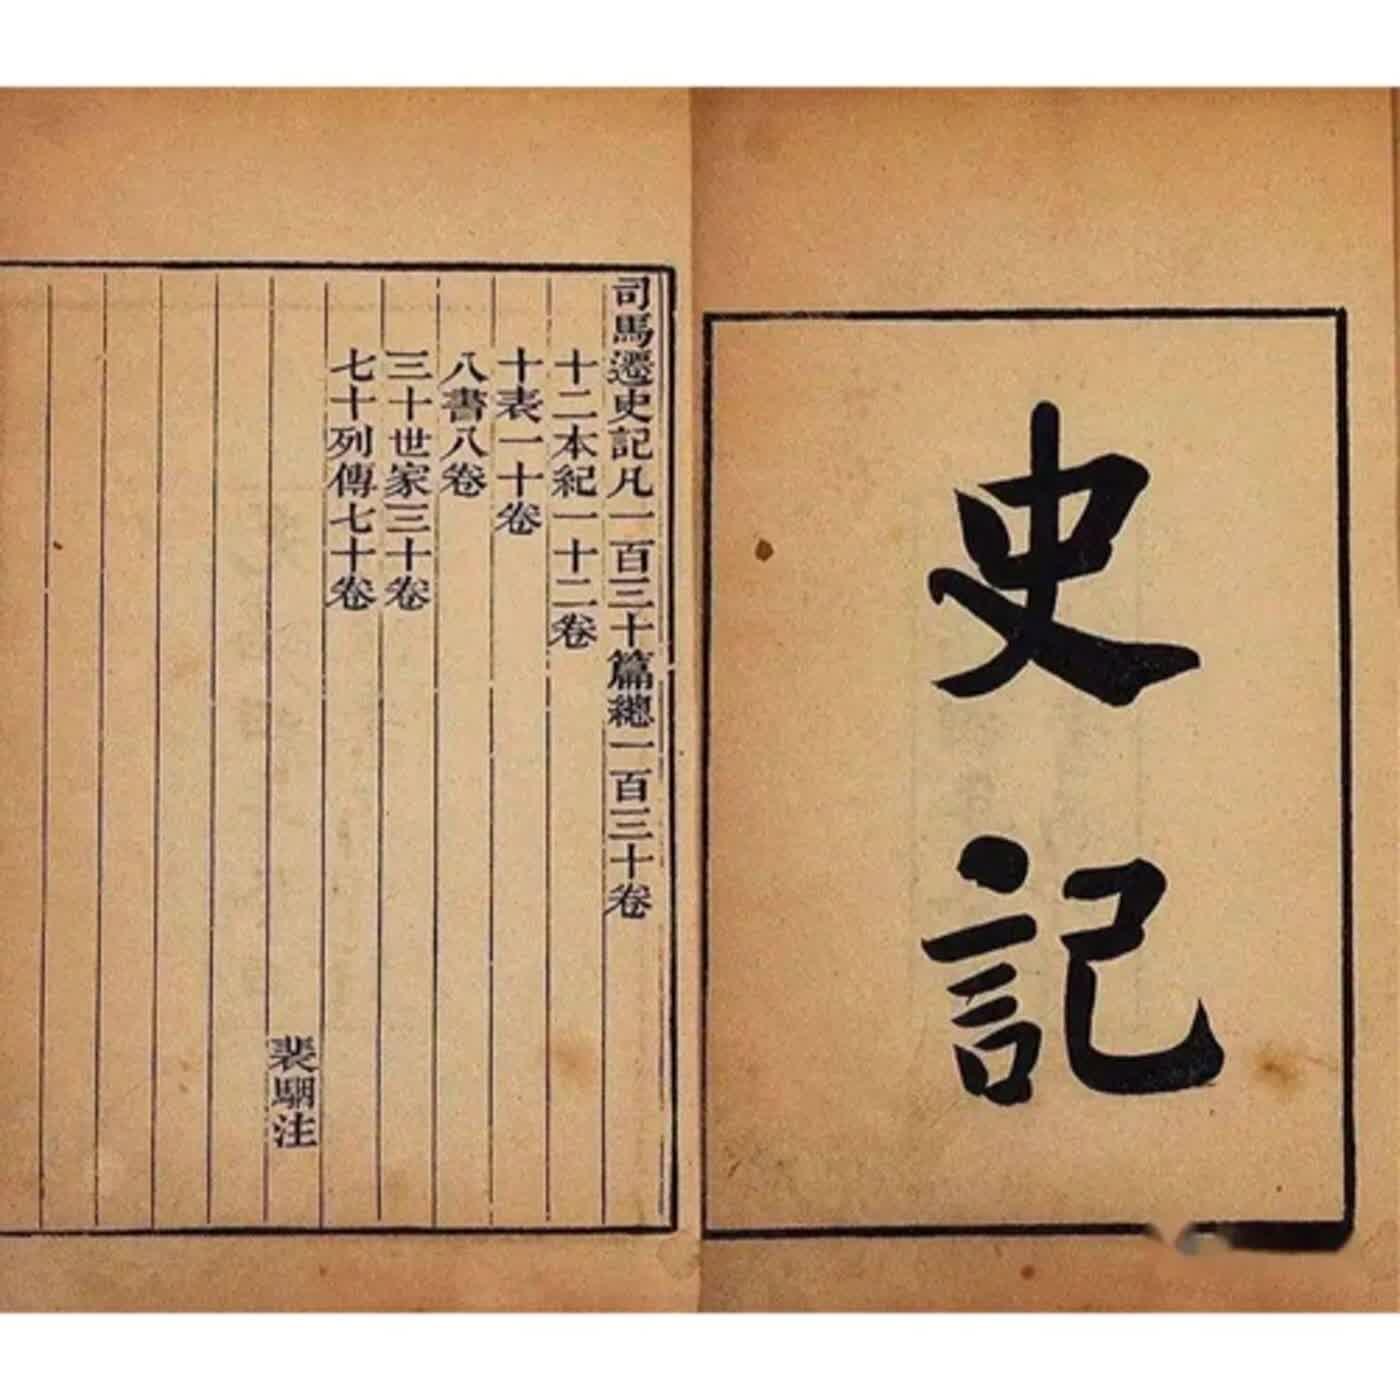 史記
司馬遷史記凡一百三十篇總一百三十卷
十二本紀一十二卷
十表一十卷
八書八卷
三十世家三十卷
七十列傳七十卷
裴駰注